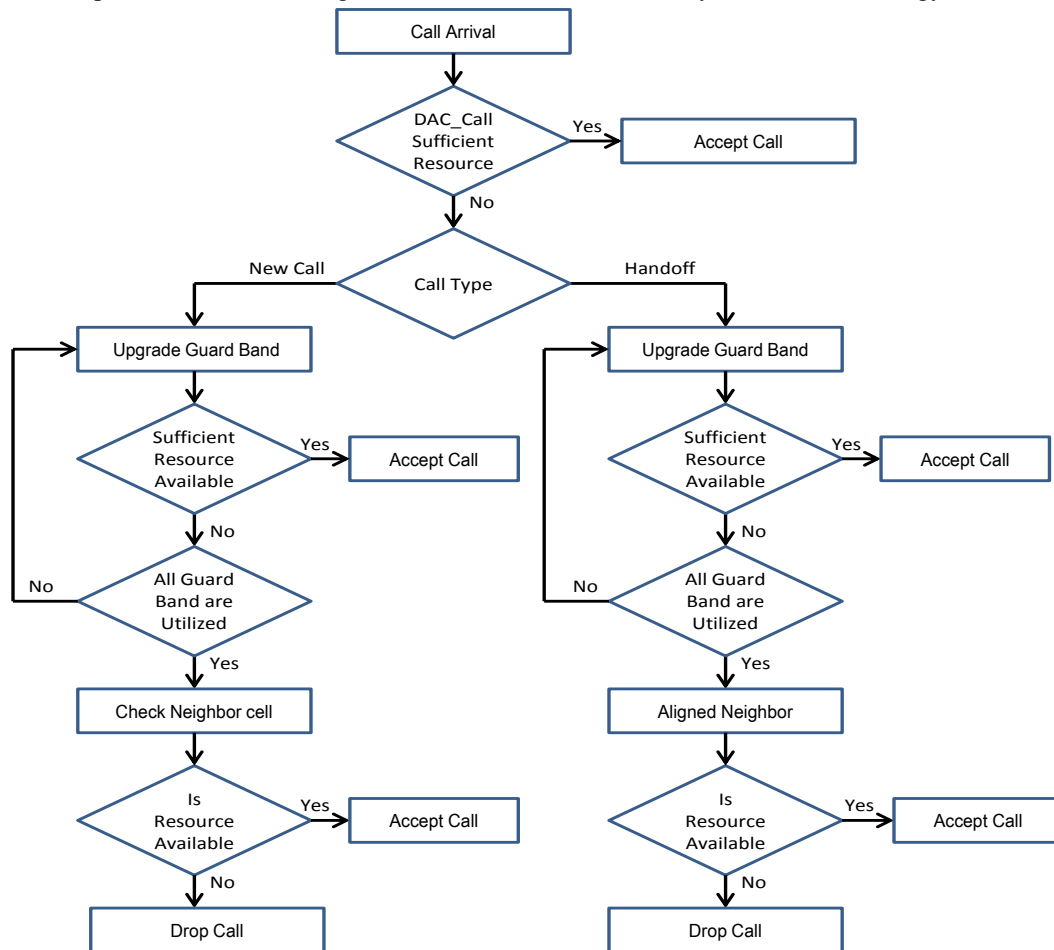 Call Arrival
DAC_Call
Sufficient
Resource
Yes
Accept Call
No
New Call
Call Type
Handoff
Upgrade Guard Band
Upgrade Guard Band
Sufficient
Resource
Available
Yes
Accept Call
Sufficient
Resource
Available
Yes
Accept Call
No
No
No
All Guard
Band are
Utilized
No
All Guard
Band are
Utilized
Yes
Yes
Check Neighbor cell
Aligned Neighbor
Is
Resource
Available
Yes
Accept Call
Is
Resource
Available
Yes
Accept Call
No
No
Drop Call
Drop Call